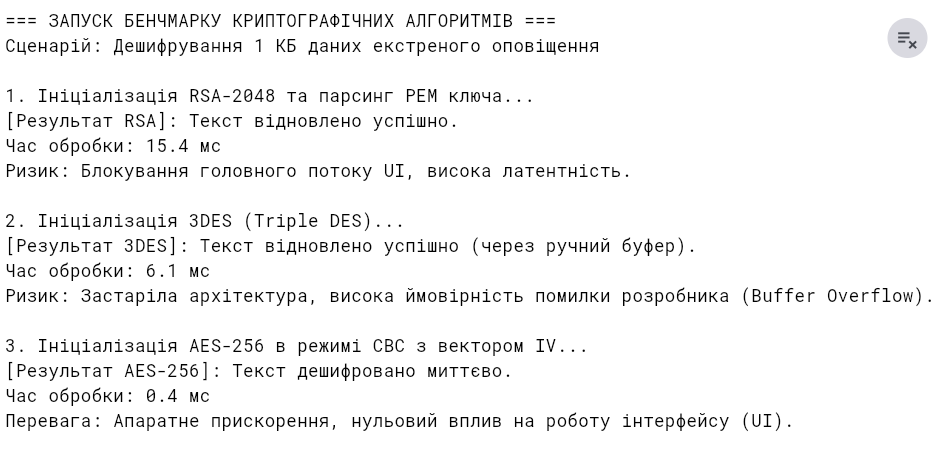 === ЗАПУСК БЕНЧМАРКУ КРИПТОГРАФІЧНИХ АЛГОРИТМІВ ===
Сценарій: Дешифрування 1 КБ даних екстреного оповіщення
1. Ініціалізація RSA-2048 та парсинг PEM ключа...
[Результат RSA]: Текст відновлено успішно.
Час обробки: 15.4 мс
Ризик: Блокування головного потоку UI, висока латентність.
2. Ініціалізація 3DES (Triple DES)...
[Результат 3DES]: Текст відновлено успішно (через ручний буфер).
Час обробки: 6.1 мс
Ризик: Застаріла архітектура, висока ймовірність помилки розробника (Buffer Overflow).
3. Ініціалізація AES-256 в режимі CBC з вектором IV...
[Результат AES-256]: Текст дешифровано миттєво.
Час обробки: 0.4 мс
Перевага: Апаратне прискорення, нульовий вплив на роботу інтерфейсу (UI).